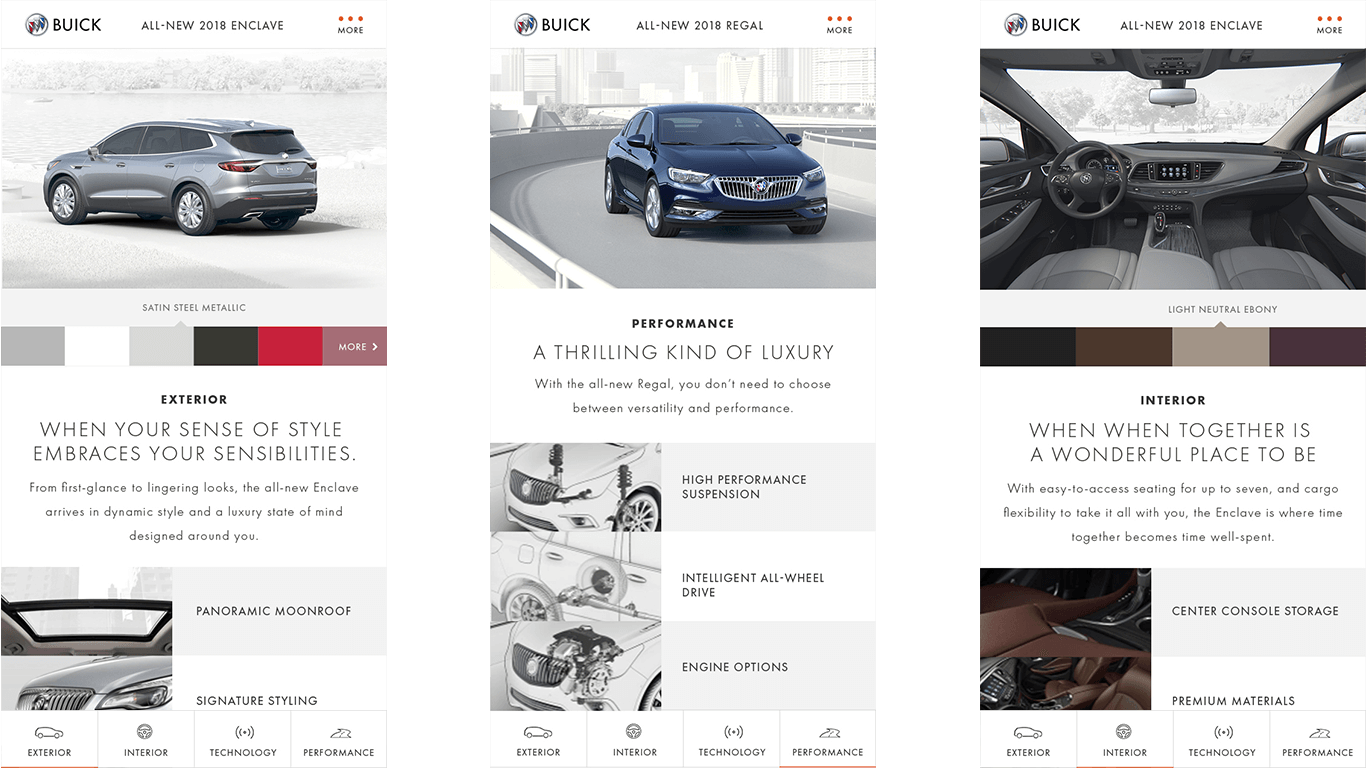 BUICK
ALL-NEW 2018 ENCLAVE
MORE
SATIN STEEL METALLIC
MORE
EXTERIOR
WHEN YOUR SENSE OF STYLE
EMBRACES YOUR SENSIBILITIES.
From first-glance to lingering looks, the all-new Enclave
arrives in dynamic style and a luxury state of mind
designed around you.
PANORAMIC MOONROOF
SIGNATURE STYLING
EXTERIOR
INTERIOR
TECHNOLOGY
PERFORMANCE
BUICK
ALL-NEW 2018 REGAL
MORE
PERFORMANCE
A THRILLING KIND OF LUXURY
With the all-new Regal, you don't need to choose
between versatility and performance.
HIGH PERFORMANCE
SUSPENSION
INTELLIGENT ALL-WHEEL
DRIVE
ENGINE OPTIONS
EXTERIOR
INTERIOR
TECHNOLOGY
PERFORMANCE
BUICK
ALL-NEW 2018 ENCLAVE
MORE
LIGHT NEUTRAL EBONY
INTERIOR
WHEN WHEN TOGETHER IS
A WONDERFUL PLACE TO BE
With easy-to-access seating for up to seven, and cargo
flexibility to take it all with you, the Enclave is where time
together becomes time well-spent.
CENTER CONSOLE STORAGE
PREMIUM MATERIALS
EXTERIOR
INTERIOR
TECHNOLOGY
PERFORMANCE